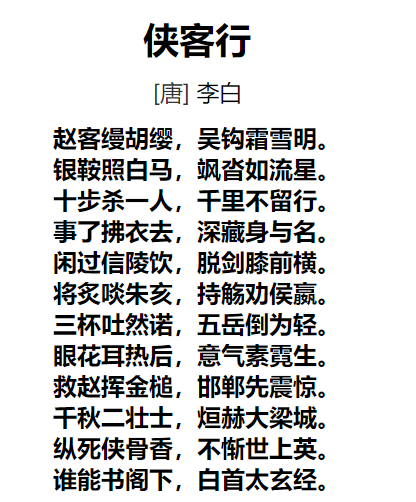 侠客行
[唐] 李白
赵客缦胡缨，吴钩霜雪明。
银鞍照白马，飒沓如流星。
十步杀一人，千里不留行。
事了拂衣去，深藏身与名。
闲过信陵饮，脱剑膝前横。
将炙啖朱亥，持觞劝侯嬴。
三杯吐然诺，五岳倒为轻。
眼花耳热后，意气素霓生。
救赵挥金槌，邯郸先震惊。
千秋二壮士，烜赫大梁城。
纵死侠骨香，不惭世上英。
谁能书阁下，白首太玄经。